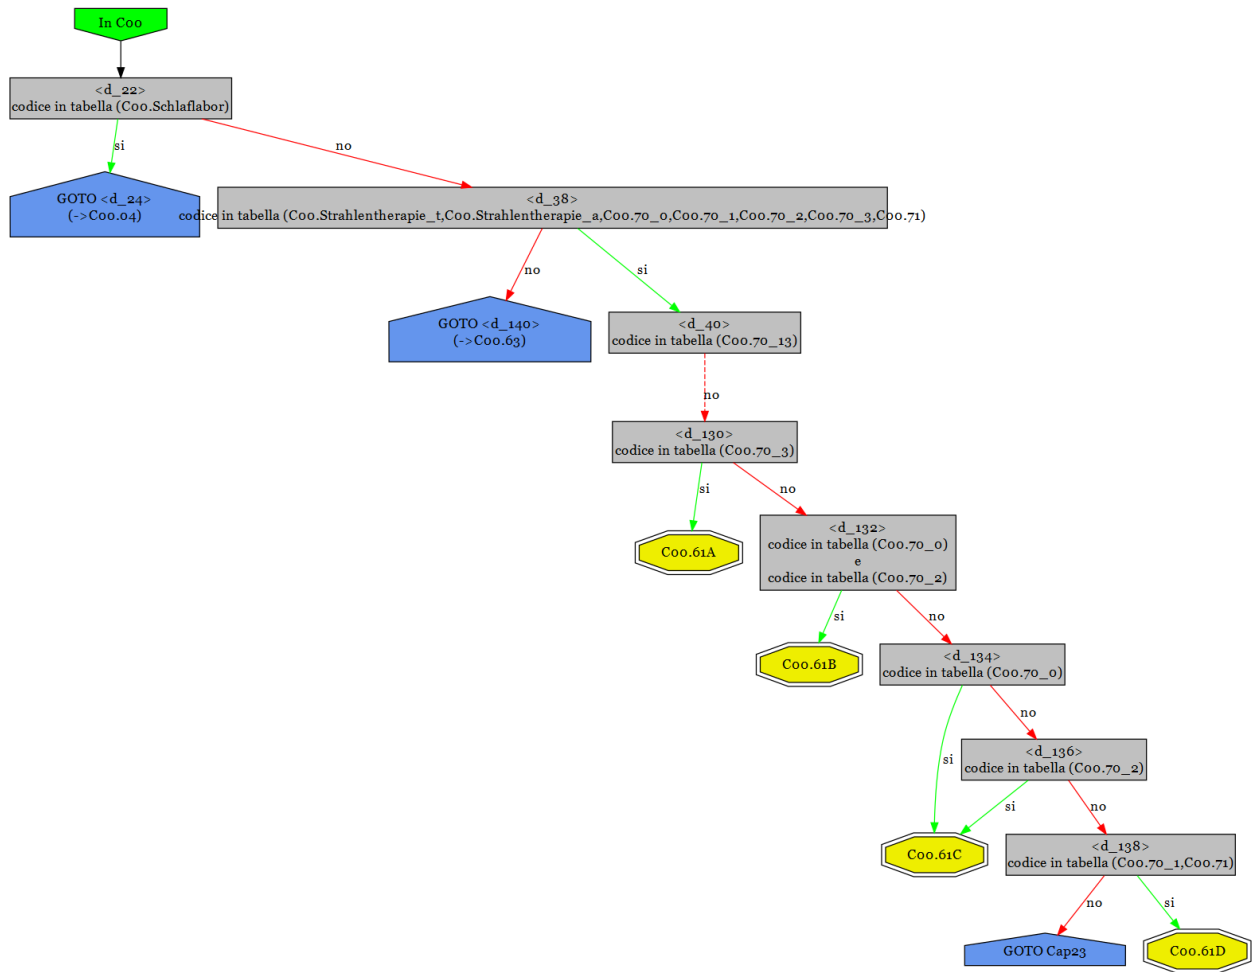 In C00
<d_22>
codice in tabella (C00.Schlaflabor)
si
no
GOTO <d_24>
(->C00.04)
<d_38>
codice in tabella (C00.Strahlentherapie_t,C00.Strahlentherapie_a,C00.70_0,C00.70_1,C00.70_2,C00.70_3,C00.71)
no
si
GOTO <d_140>
(->C00.63)
<d_40>
codice in tabella (C00.70_13)
no
<d_130>
codice in tabella (C00.70_3)
si
no
C00.61A
<d_132>
codice in tabella (C00.70_0)
e
codice in tabella (C00.70_2)
si
no
C00.61B
<d_134>
codice in tabella (C00.70_0)
no
si
<d_136>
codice in tabella (C00.70_2)
si
no
C00.61C
<d_138>
codice in tabella (C00.70_1,C00.71)
no
si
GOTO Cap23
C00.61D